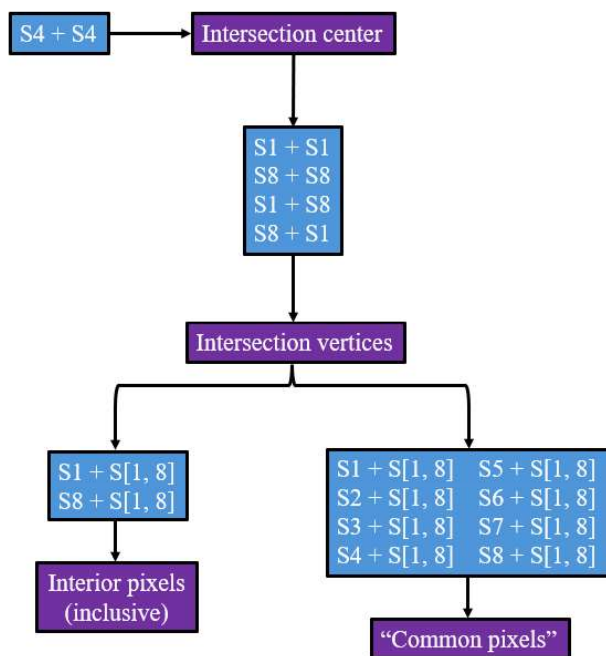 S4 + S4
Intersection center
S1 + S1
S8 + S8
S1 + S8
S8 + S1
Intersection vertices
S1 + S[1, 8]
S8 + S[1, 8]
Interior pixels
(inclusive)
S1 + S[1, 8] S5 + S[1, 8]
S2 + S[1, 8] S6 + S[1, 8]
S3 + S[1, 8] S7 + S[1, 8]
S4 + S[1, 8] S8 + S[1, 8]
“Common pixels”